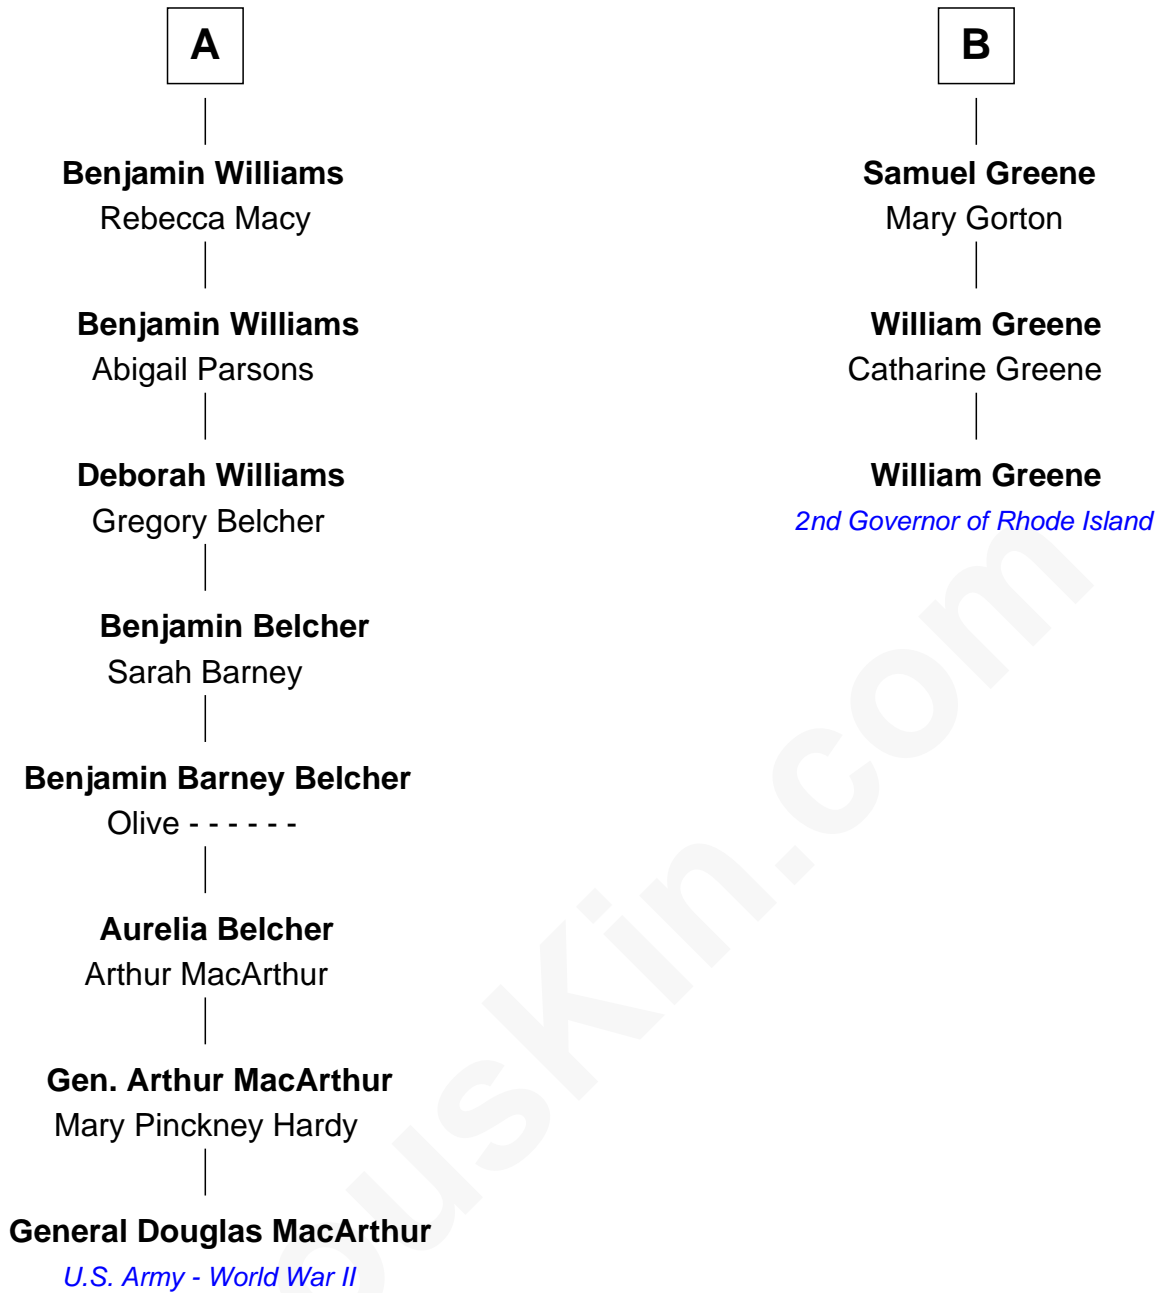 A
Benjamin Williams
Rebecca Macy
Benjamin Williams
Abigail Parsons
Deborah Williams
Gregory Belcher
Benjamin Belcher
Sarah Barney
Benjamin Barney Belcher
Olive - - - - - -
Aurelia Belcher
Arthur MacArthur
Gen. Arthur MacArthur
Mary Pinckney Hardy
General Douglas MacArthur
U.S. Army - World War II
B
Samuel Greene
Mary Gorton
William Greene
Catharine Greene
William Greene
2nd Governor of Rhode Island
ousKin.com